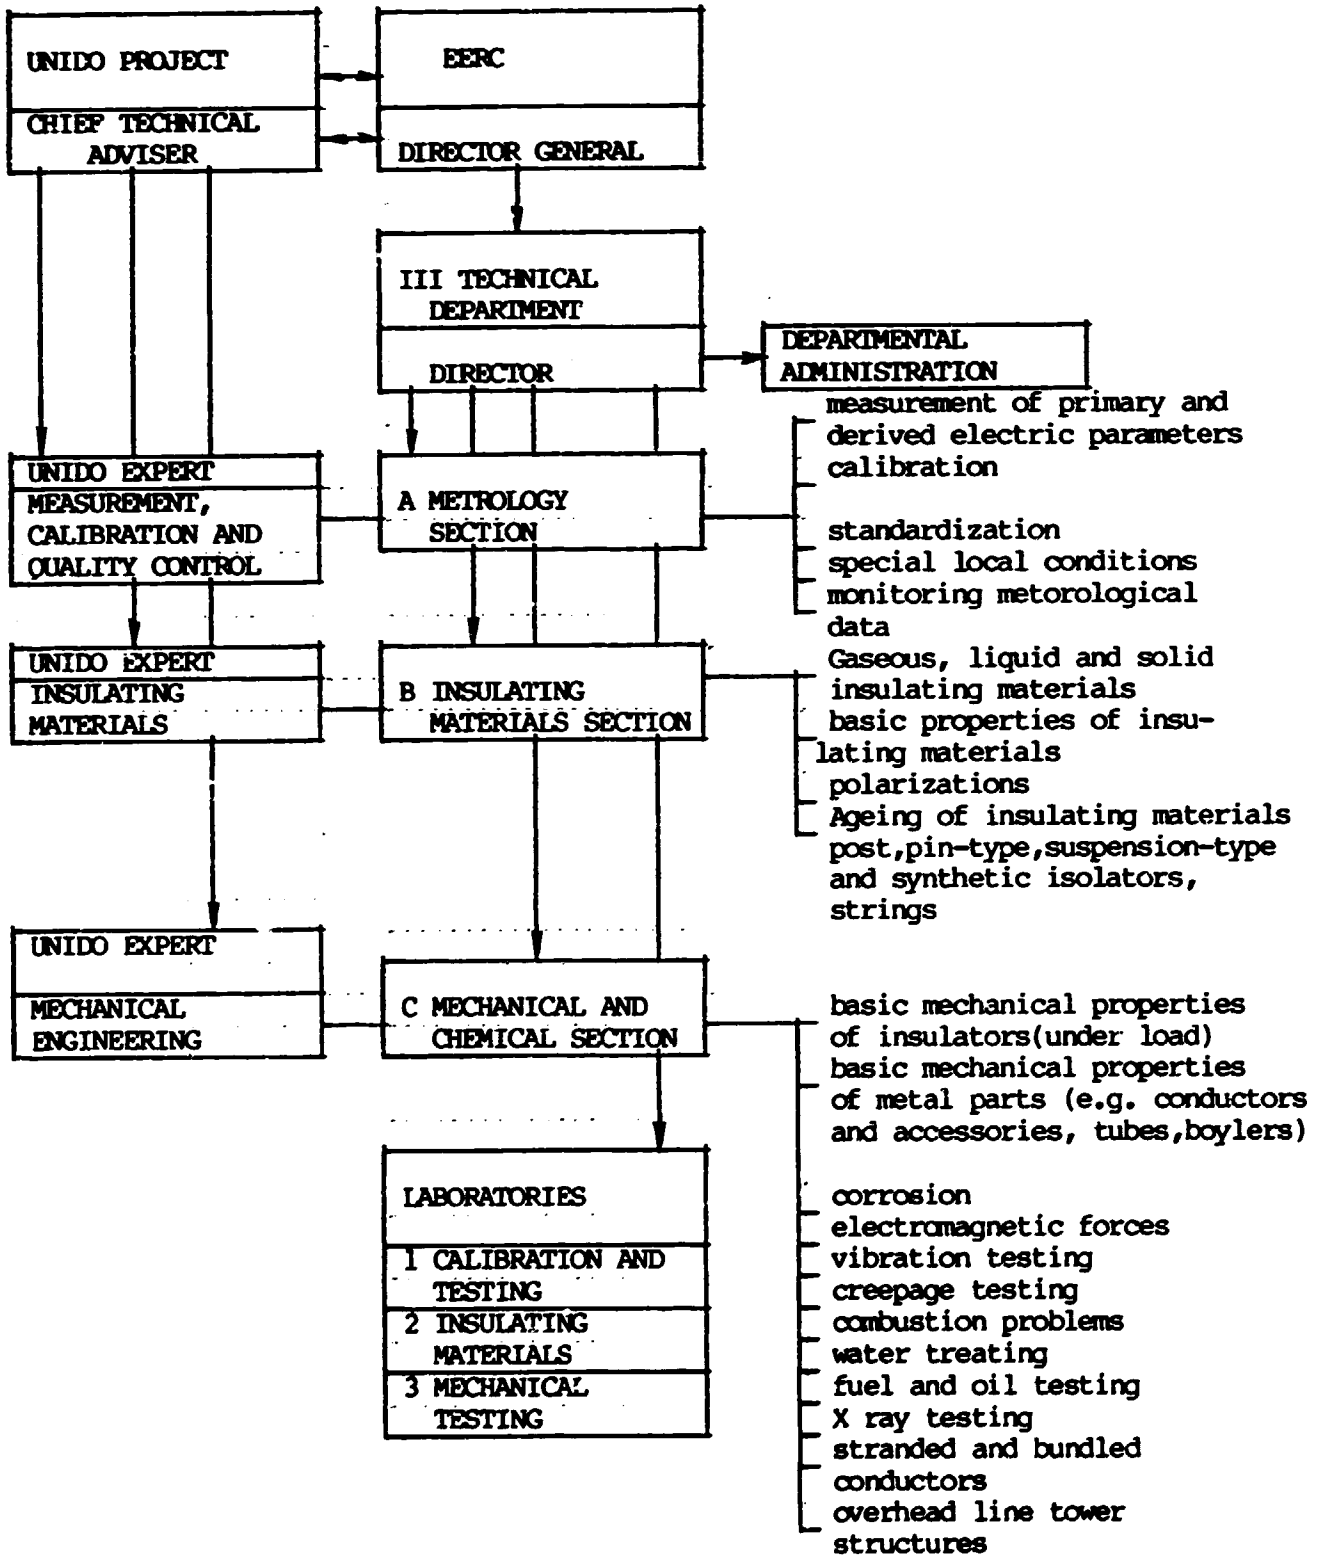 UNIDO PROJECT
CHIEF TECHNICAL
ADVISER
EERC
DIRECTOR GENERAL
III TECHNICAL
DEPARTMENT
DIRECTOR
DEPARTMENTAL
ADMINISTRATION
UNIDO EXPERT
MEASUREMENT,
CALIBRATION AND
QUALITY CONTROL
A METROLOGY
SECTION
measurement of primary and
derived electric parameters
calibration
standardization
special local conditions
monitoring metorological
data
UNIDO EXPERT
INSULATING
MATERIALS
B INSULATING
MATERIALS SECTION
Gaseous, liquid and solid
insulating materials
basic properties of insu-
lating materials
polarizations
Ageing of insulating materials
post,pin-type,suspension-type
and synthetic isolators,
strings
UNIDO EXPERT
MECHANICAL
ENGINEERING
C MECHANICAL AND
CHEMICAL SECTION
basic mechanical properties
of insulators(under load)
basic mechanical properties
of metal parts (e.g. conductors
and accessories, tubes,boylers)
corrosion
electromagnetic forces
vibration testing
creepage testing
combustion problems
water treating
fuel and oil testing
X ray testing
stranded and bundled
conductors
overhead line tower
structures
LABORATORIES
1 CALIBRATION AND
TESTING
2 INSULATING
MATERIALS
3 MECHANICAL
TESTING